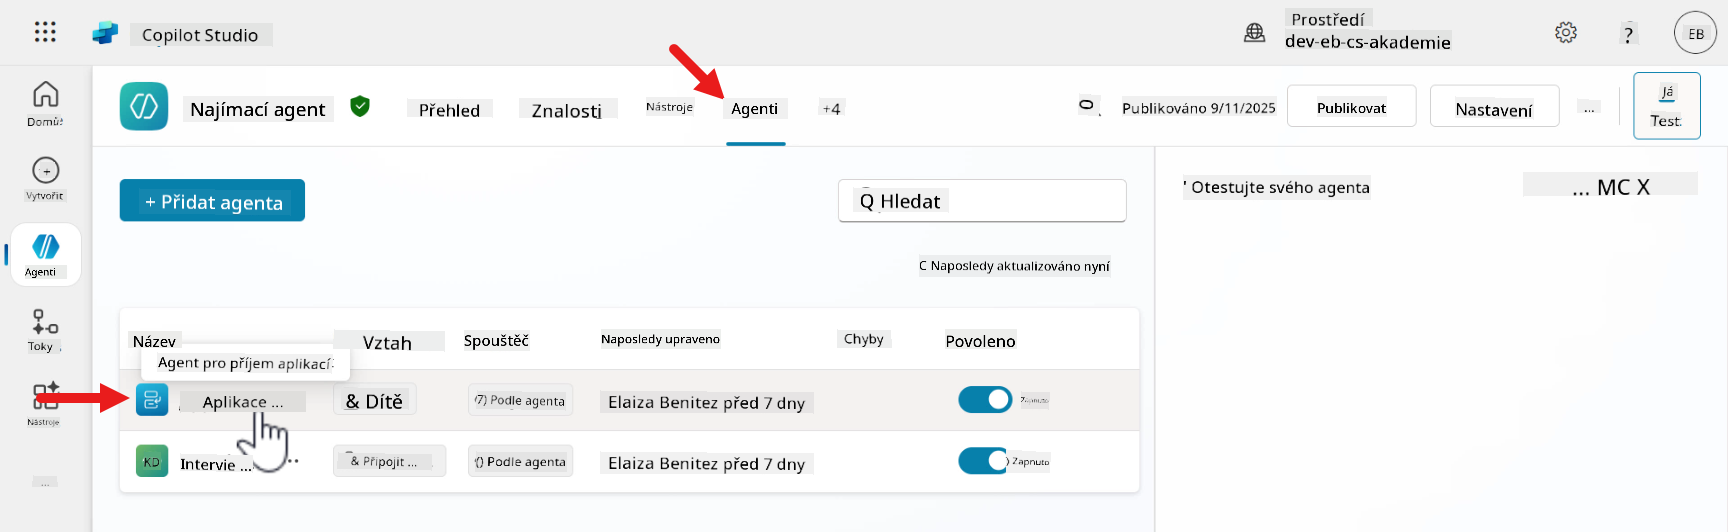 Copilot Studio
Prostředí
dev-eb-cs-akademie
?
EB
Domů
Vytvořit
Agenti
Toky
Nástroje
...
Najímací agent
Přehled
Znalosti
Nástroje
Agenti
+4
Publikováno 9/11/2025
Publikovat
Nastavení
...
Já
Test
+ Přidat agenta
Q Hledat
C Naposledy aktualizováno nyní
' Otestujte svého agenta
... MC X
Název
Vztah
Spouštěč
Naposledy upraveno
Chyby
Povoleno
Agent pro příjem aplikací
Aplikace ...
& Dítě
(7) Podle agenta
Elaiza Benitez před 7 dny
Zapnuto
KD
Intervie ...
& Připojit ...
() Podle agenta
Elaiza Benitez před 7 dny
) Zapnuto